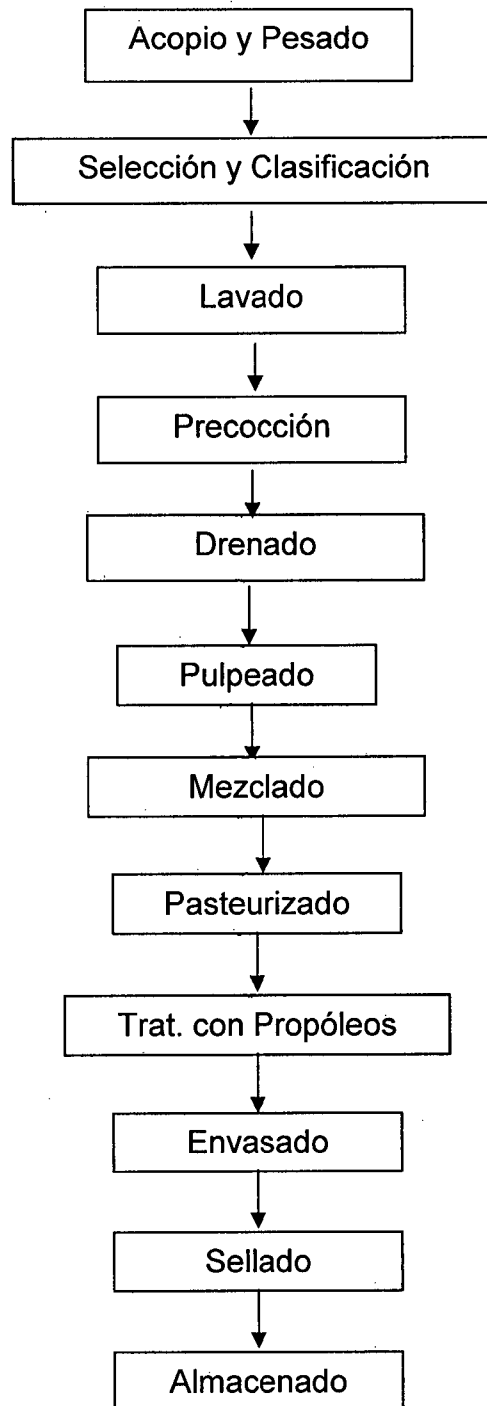 Acopio y Pesado
Selección y Clasificación
Lavado
Precocción
Drenado
Pulpeado
Mezclado
Pasteurizado
Trat. con Propóleos
Envasado
Sellado
Almacenado